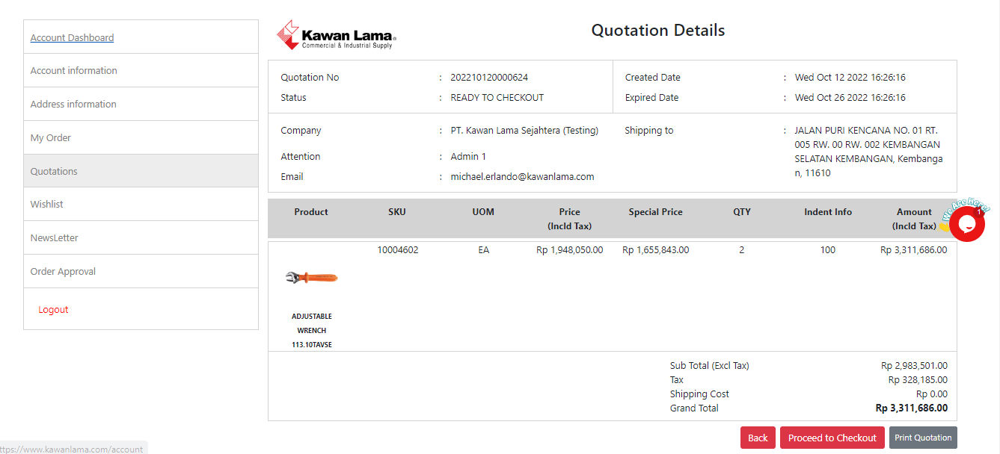 Account Dashboard
Account information
Address information
My Order
Quotations
Wishlist
NewsLetter
Order Approval
Logout
Kawan Lama®
Commercial & Industrial Supply
Quotation Details
Quotation No : 202210120000624
Status : READY TO CHECKOUT
Created Date : Wed Oct 12 2022 16:26:16
Expired Date : Wed Oct 26 2022 16:26:16
Company : PT. Kawan Lama Sejahtera (Testing)
Attention : Admin 1
Email : michael.erlando@kawanlama.com
Shipping to : JALAN PURI KENCANA NO. 01 RT.
005 RW. 00 RW. 002 KEMBANGAN
SELATAN KEMBANGAN, Kembanga
n, 11610
Product SKU UOM Price Special Price QTY Indent Info Amount
(Incld Tax) (Incld Tax)
We Are Here!
1
10004602 EA Rp 1,948,050.00 Rp 1,655,843.00 2 100 Rp 3,311,686.00
ADJUSTABLE
WRENCH
113.10TAVSE
Sub Total (Excl Tax) Rp 2,983,501.00
Tax Rp 328,185.00
Shipping Cost Rp 0.00
Grand Total Rp 3,311,686.00
Back Proceed to Checkout Print Quotation
ttps://www.kawanlama.com/account